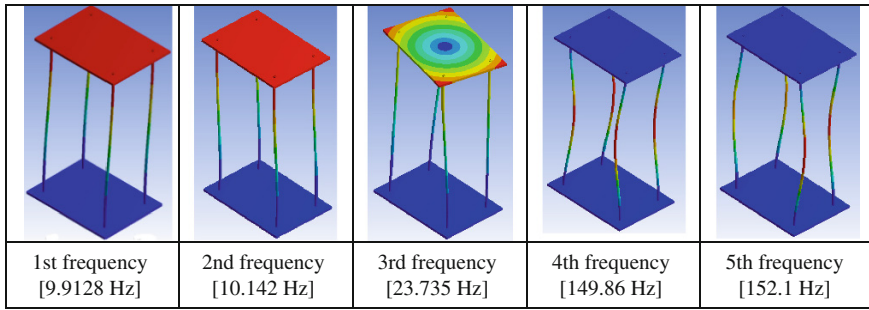 1st frequency
[9.9128 Hz]
2nd frequency
[10.142 Hz]
3rd frequency
[23.735 Hz]
4th frequency
[149.86 Hz]
5th frequency
[152.1 Hz]